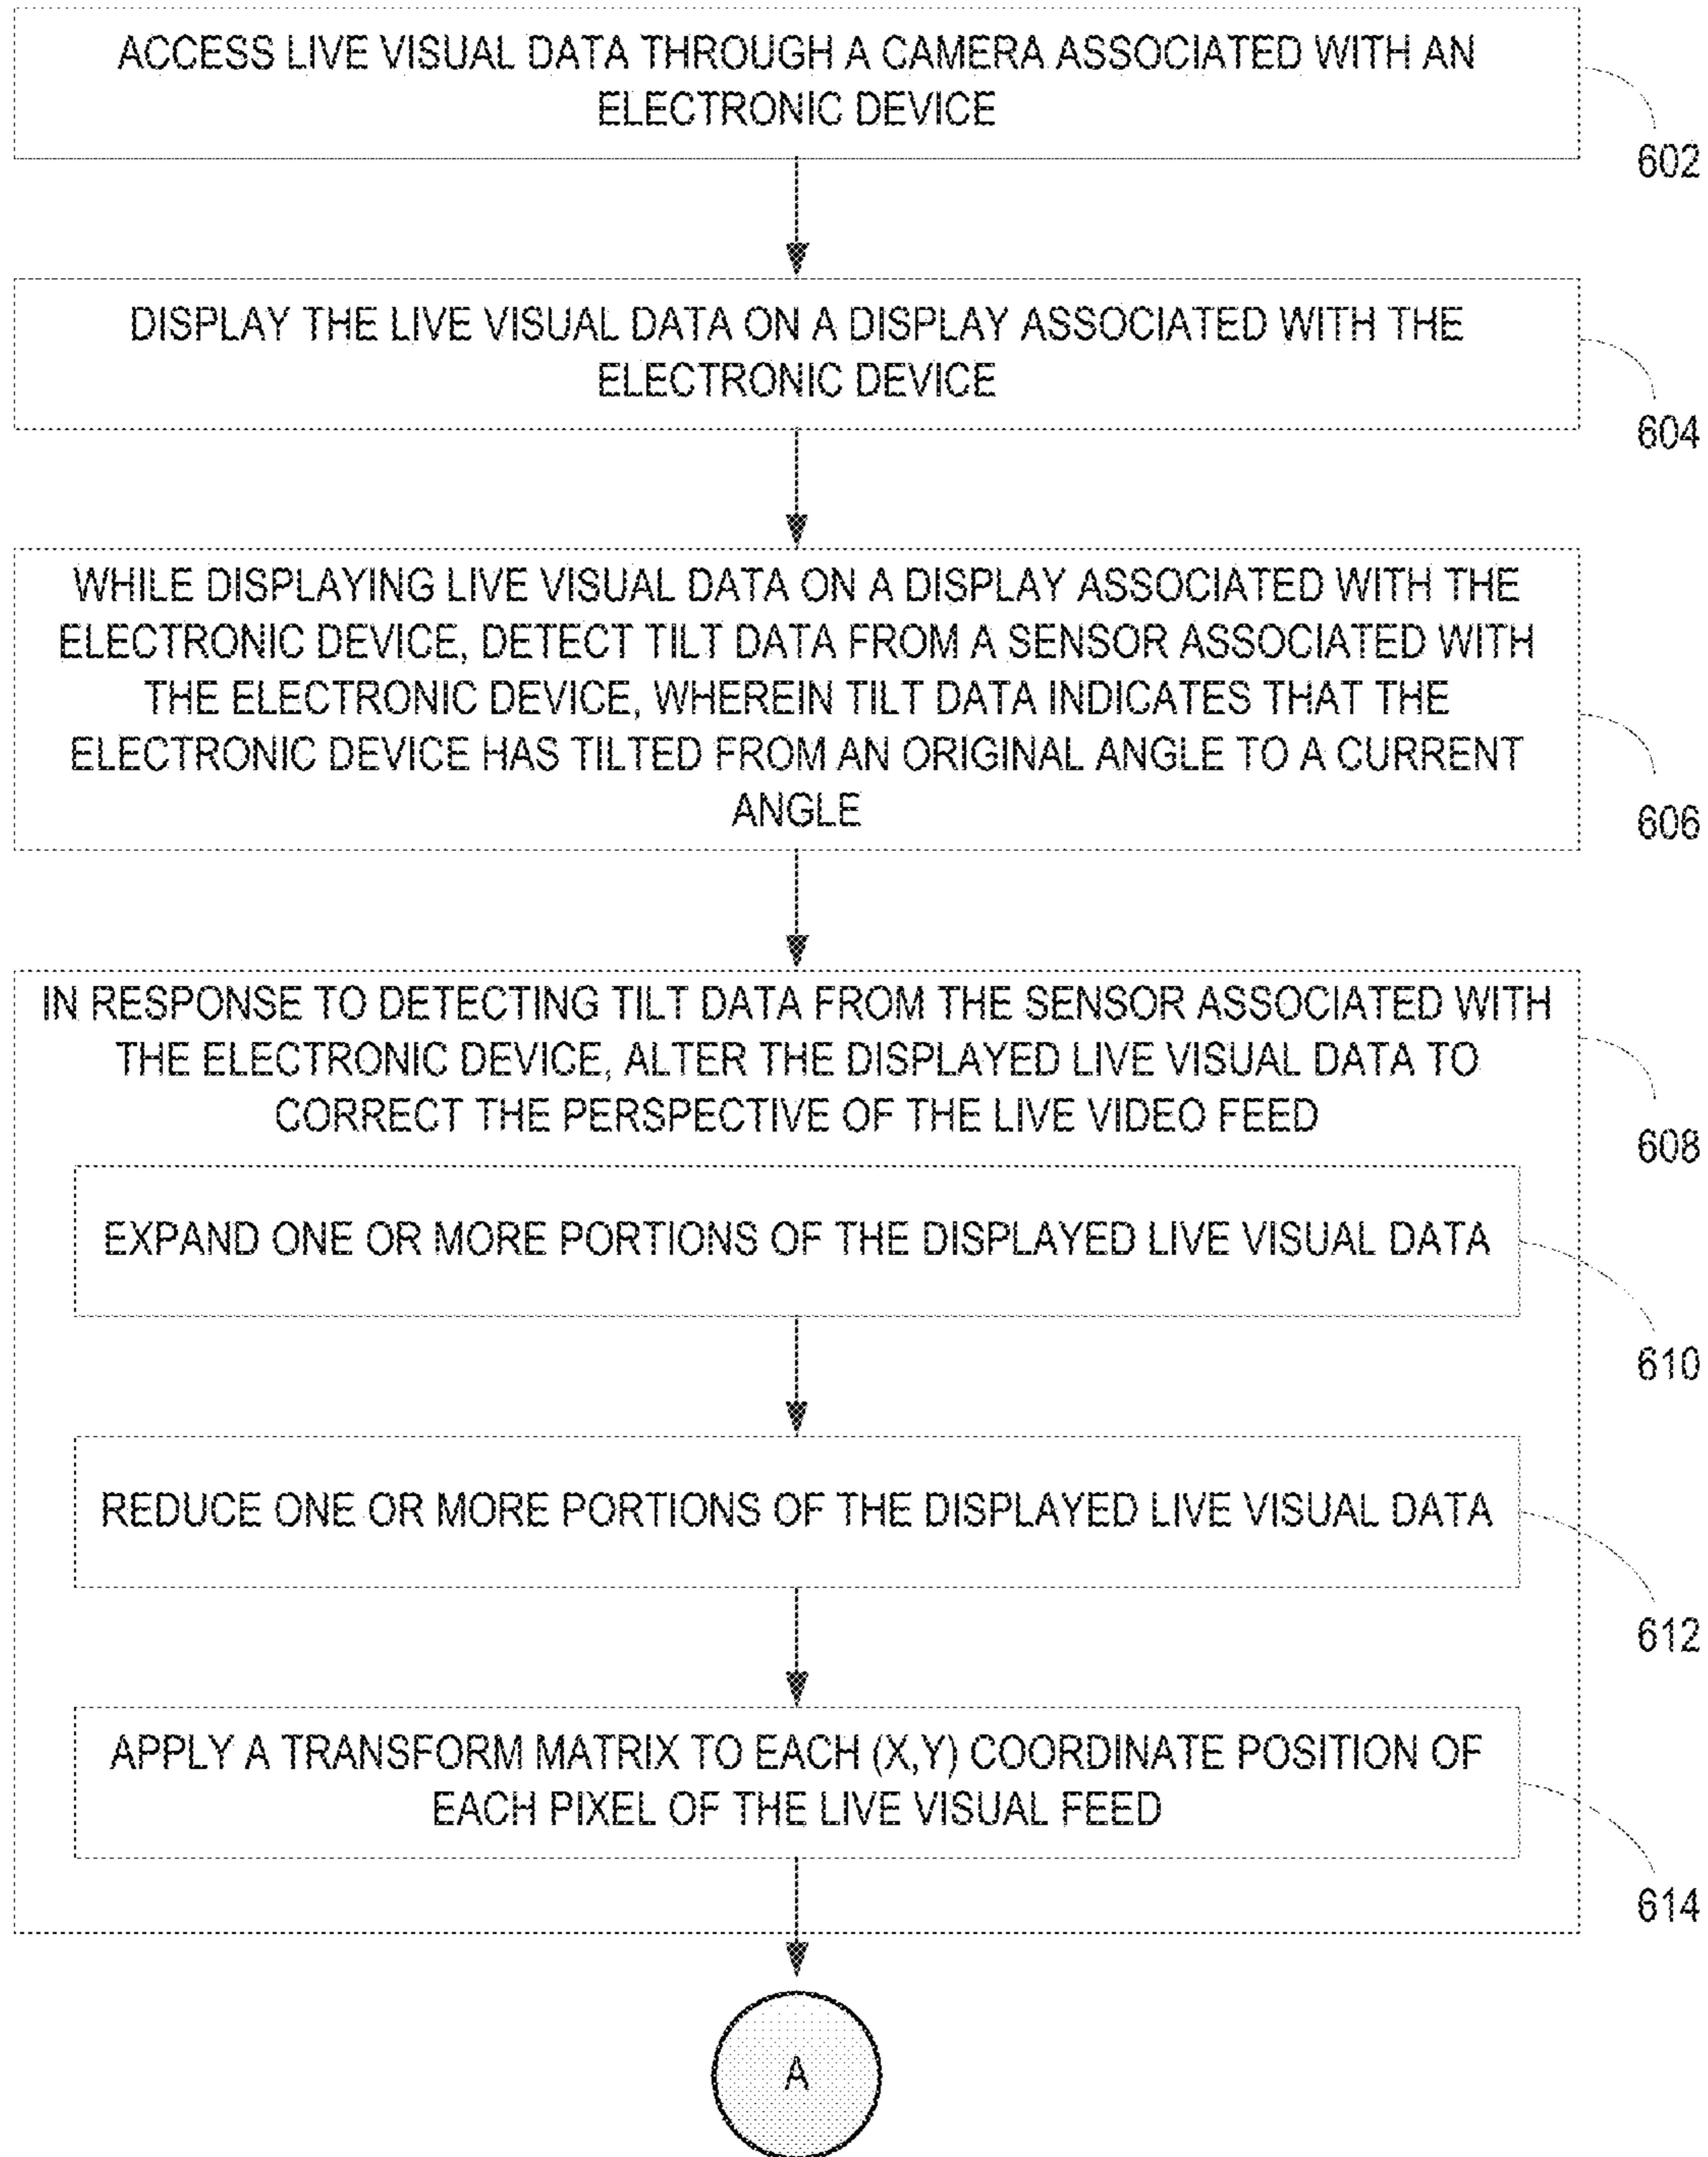 ACCESS LIVE VISUAL DATA THROUGH A CAMERA ASSOCIATED WITH AN
ELECTRONIC DEVICE
602
DISPLAY THE LIVE VISUAL DATA ON A DISPLAY ASSOCIATED WITH THE
ELECTRONIC DEVICE
604
WHILE DISPLAYING LIVE VISUAL DATA ON A DISPLAY ASSOCIATED WITH THE
ELECTRONIC DEVICE, DETECT TILT DATA FROM A SENSOR ASSOCIATED WITH
THE ELECTRONIC DEVICE, WHEREIN TILT DATA INDICATES THAT THE
ELECTRONIC DEVICE HAS TILTED FROM AN ORIGINAL ANGLE TO A CURRENT
ANGLE
606
IN RESPONSE TO DETECTING TILT DATA FROM THE SENSOR ASSOCIATED WITH
THE ELECTRONIC DEVICE, ALTER THE DISPLAYED LIVE VISUAL DATA TO
CORRECT THE PERSPECTIVE OF THE LIVE VIDEO FEED
608
EXPAND ONE OR MORE PORTIONS OF THE DISPLAYED LIVE VISUAL DATA
610
REDUCE ONE OR MORE PORTIONS OF THE DISPLAYED LIVE VISUAL DATA
612
APPLY A TRANSFORM MATRIX TO EACH (X,Y) COORDINATE POSITION OF
EACH PIXEL OF THE LIVE VISUAL FEED
614
A